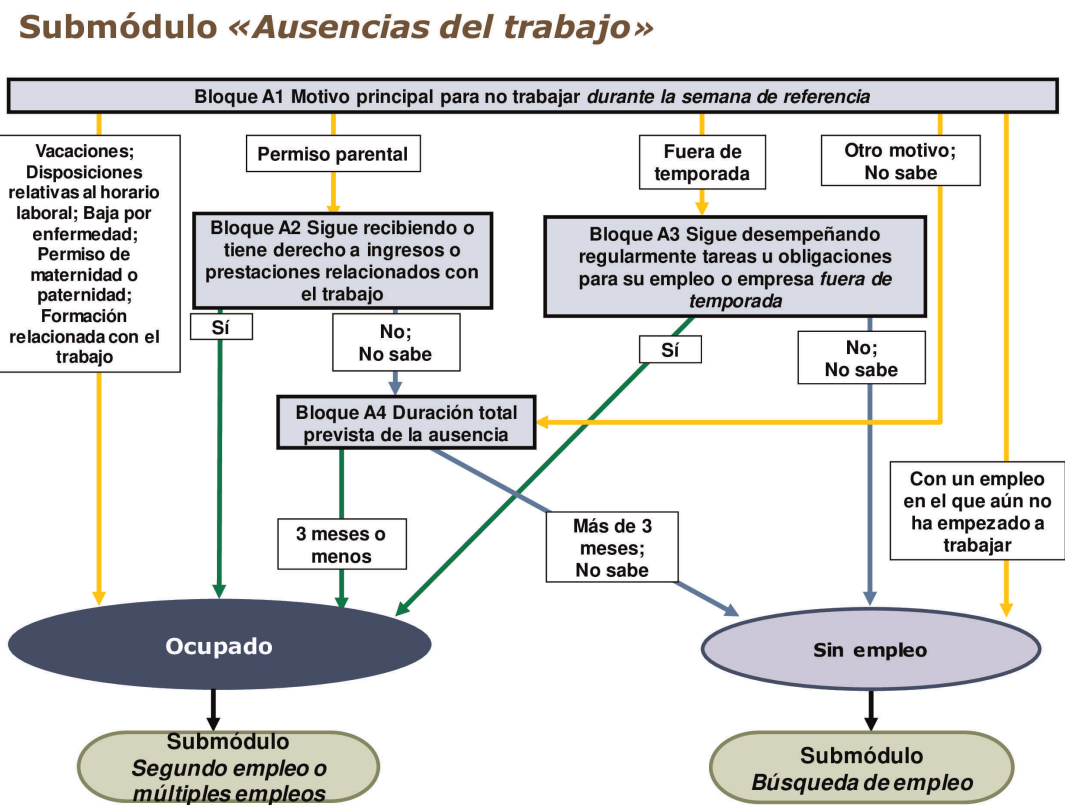 Submódulo «Ausencias del trabajo»
Bloque A1 Motivo principal para no trabajar durante la semana de referencia
Vacaciones;
Disposiciones
relativas al horario
laboral; Baja por
enfermedad;
Permiso de
maternidad o
paternidad;
Formación
relacionada con el
trabajo
Permiso parental
Fuera de
temporada
Otro motivo;
No sabe
Bloque A2 Sigue recibiendo o
tiene derecho a ingresos o
prestaciones relacionados con
el trabajo
Bloque A3 Sigue desempeñando
regularmente tareas u obligaciones
para su empleo o empresa fuera de
temporada
Sí
No;
No sabe
Sí
No;
No sabe
Bloque A4 Duración total
prevista de la ausencia
Con un empleo
en el que aún no
ha empezado a
trabajar
3 meses o
menos
Más de 3
meses;
No sabe
Ocupado
Sin empleo
Submódulo
Segundo empleo o
múltiples empleos
Submódulo
Búsqueda de empleo